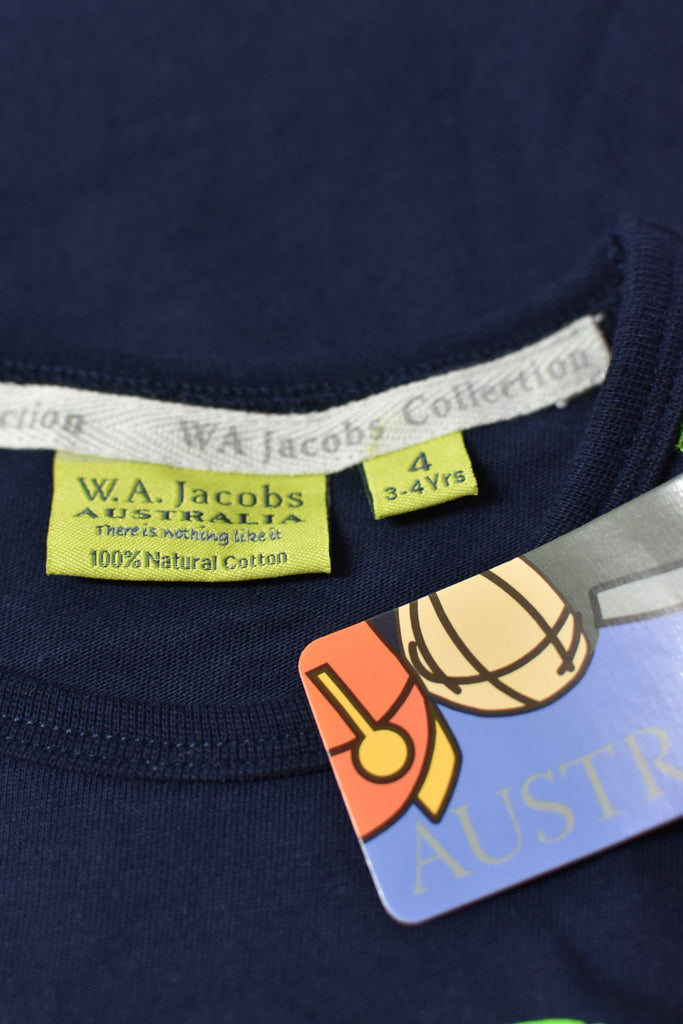 ction WA Jacobs Collection
W.A. Jacobs
AUSTRALIA
There is nothing like it
100% Natural Cotton
4
3-4Yrs
AUSTR